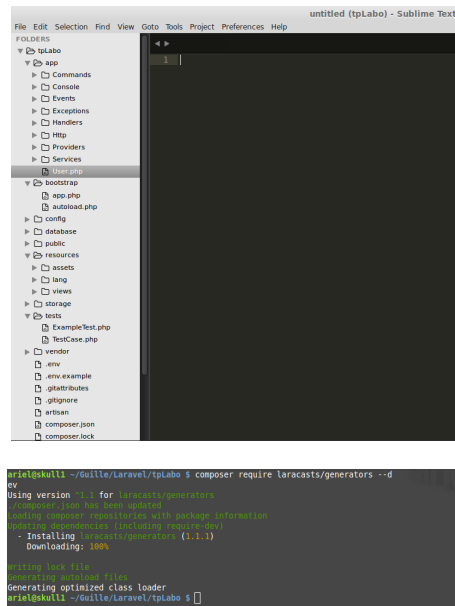 untitled (tpLabo) - Sublime Text
File Edit Selection Find View Goto Tools Project Preferences Help
FOLDERS
tpLabo
app
Commands
Console
Events
Exceptions
Handlers
Http
Providers
Services
User.php
bootstrap
app.php
autoload.php
config
database
public
resources
assets
lang
views
storage
tests
ExampleTest.php
TestCase.php
vendor
.env
.env.example
.gitattributes
.gitignore
artisan
composer.json
composer.lock
1
ariel@skull1 ~/Guille/Laravel/tpLabo $ composer require laracasts/generators --d
ev
Using version ^1.1 for laracasts/generators
./composer.json has been updated
Loading composer repositories with package information
Updating dependencies (including require-dev)
- Installing laracasts/generators (1.1.1)
Downloading: 100%
Writing lock file
Generating autoload files
Generating optimized class loader
ariel@skull1 ~/Guille/Laravel/tpLabo $